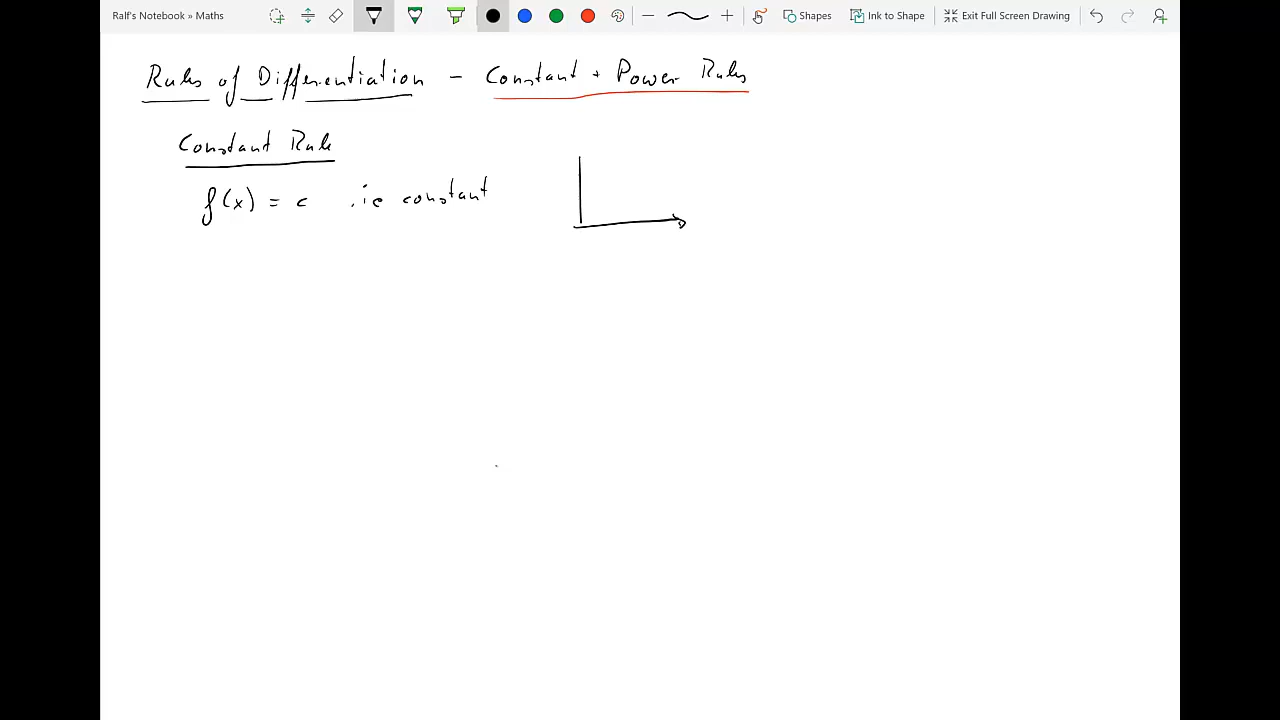 Ralf's Notebook » Maths Shapes Ink to Shape Exit Full Screen Drawing
Rules of Differentiation - Constant + Power Rules
Constant Rule
f(x) = c .ie constant